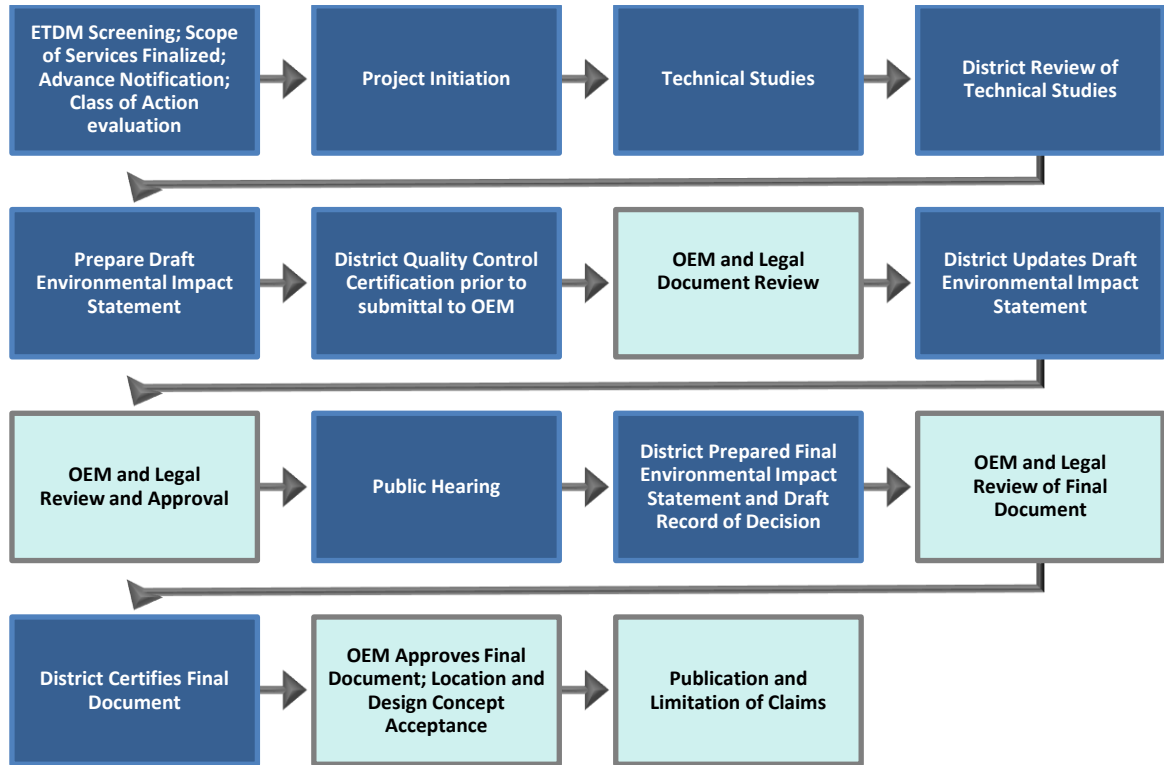 ETDM Screening; Scope of
Services Finalized;
Advance Notification;
Class of Action
evaluation
Project Initiation
Technical Studies
District Review of
Technical Studies
Prepare Draft
Environmental Impact
Statement
District Quality Control
Certification prior to
submittal to OEM
OEM and Legal
Document Review
District Updates Draft
Environmental Impact
Statement
OEM and Legal
Review and Approval
Public Hearing
District Prepared Final
Environmental Impact
Statement and Draft
Record of Decision
OEM and Legal
Review of Final
Document
District Certifies Final
Document
OEM Approves Final
Document; Location and
Design Concept
Acceptance
Publication and
Limitation of Claims